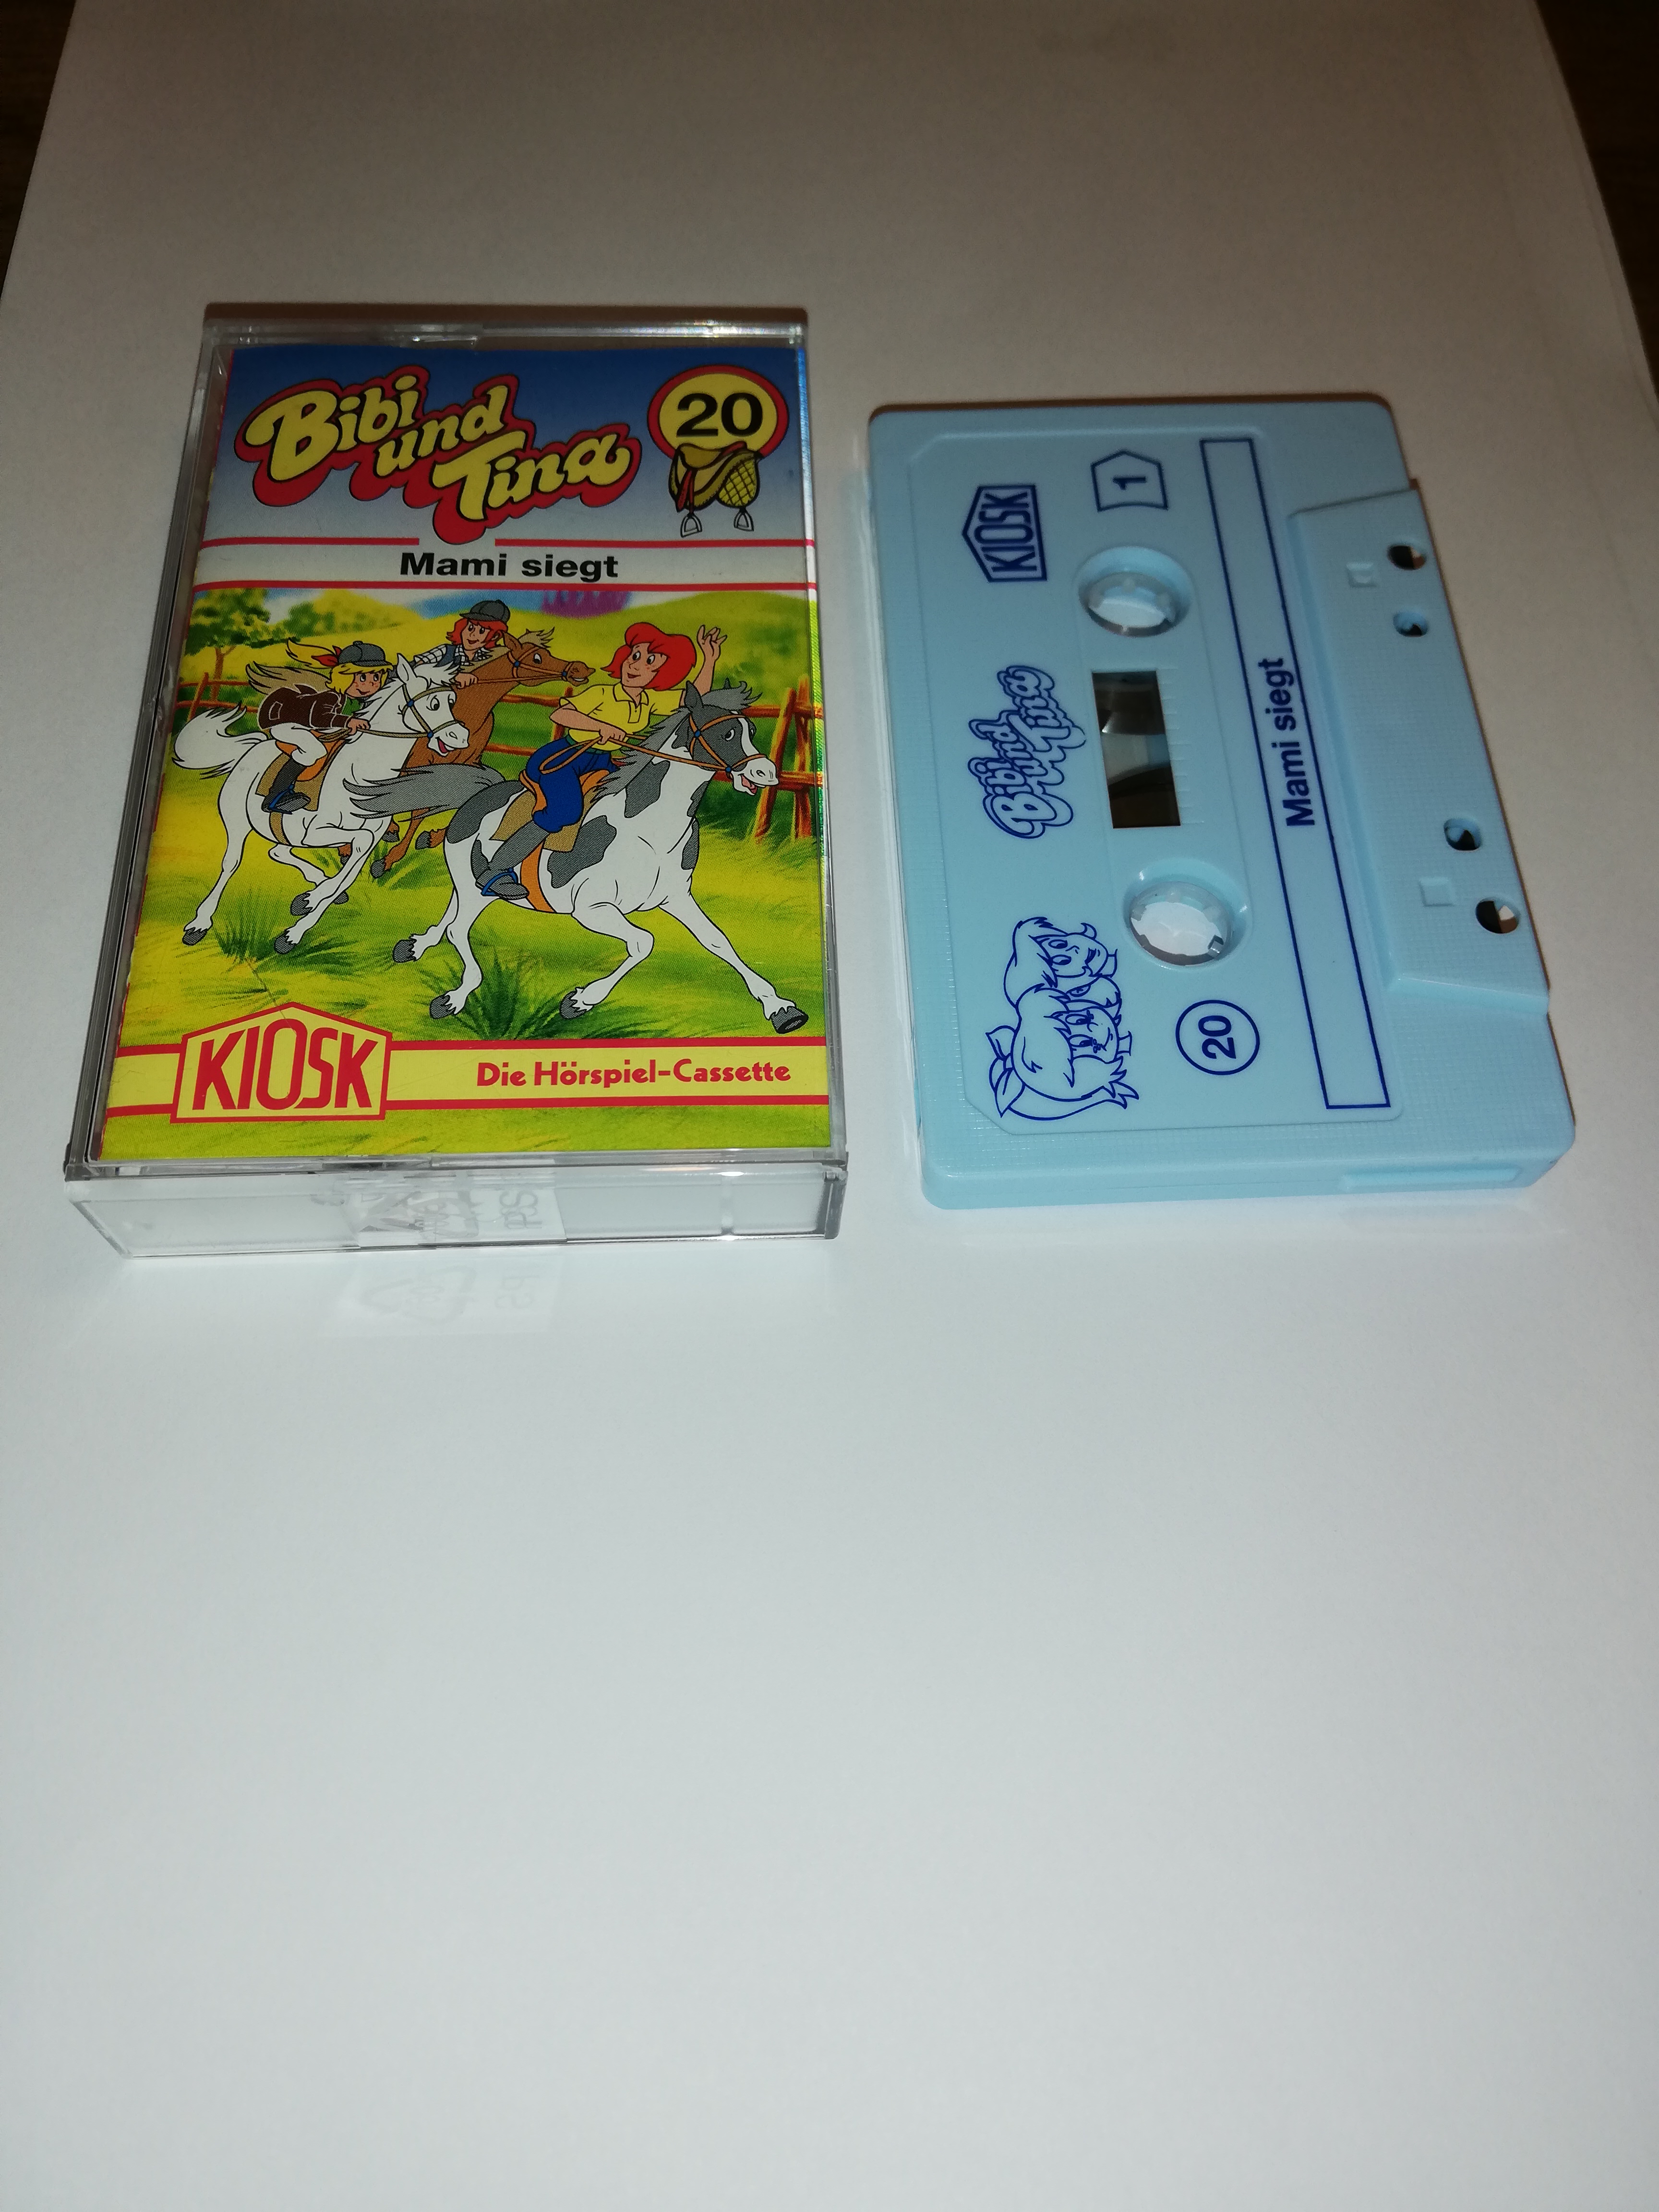 Bibi
und
Tina
20
Mami siegt
KIOSK
Die Hörspiel-Cassette
KIOSK
1
Bibi
und
Tina
20
Mami siegt